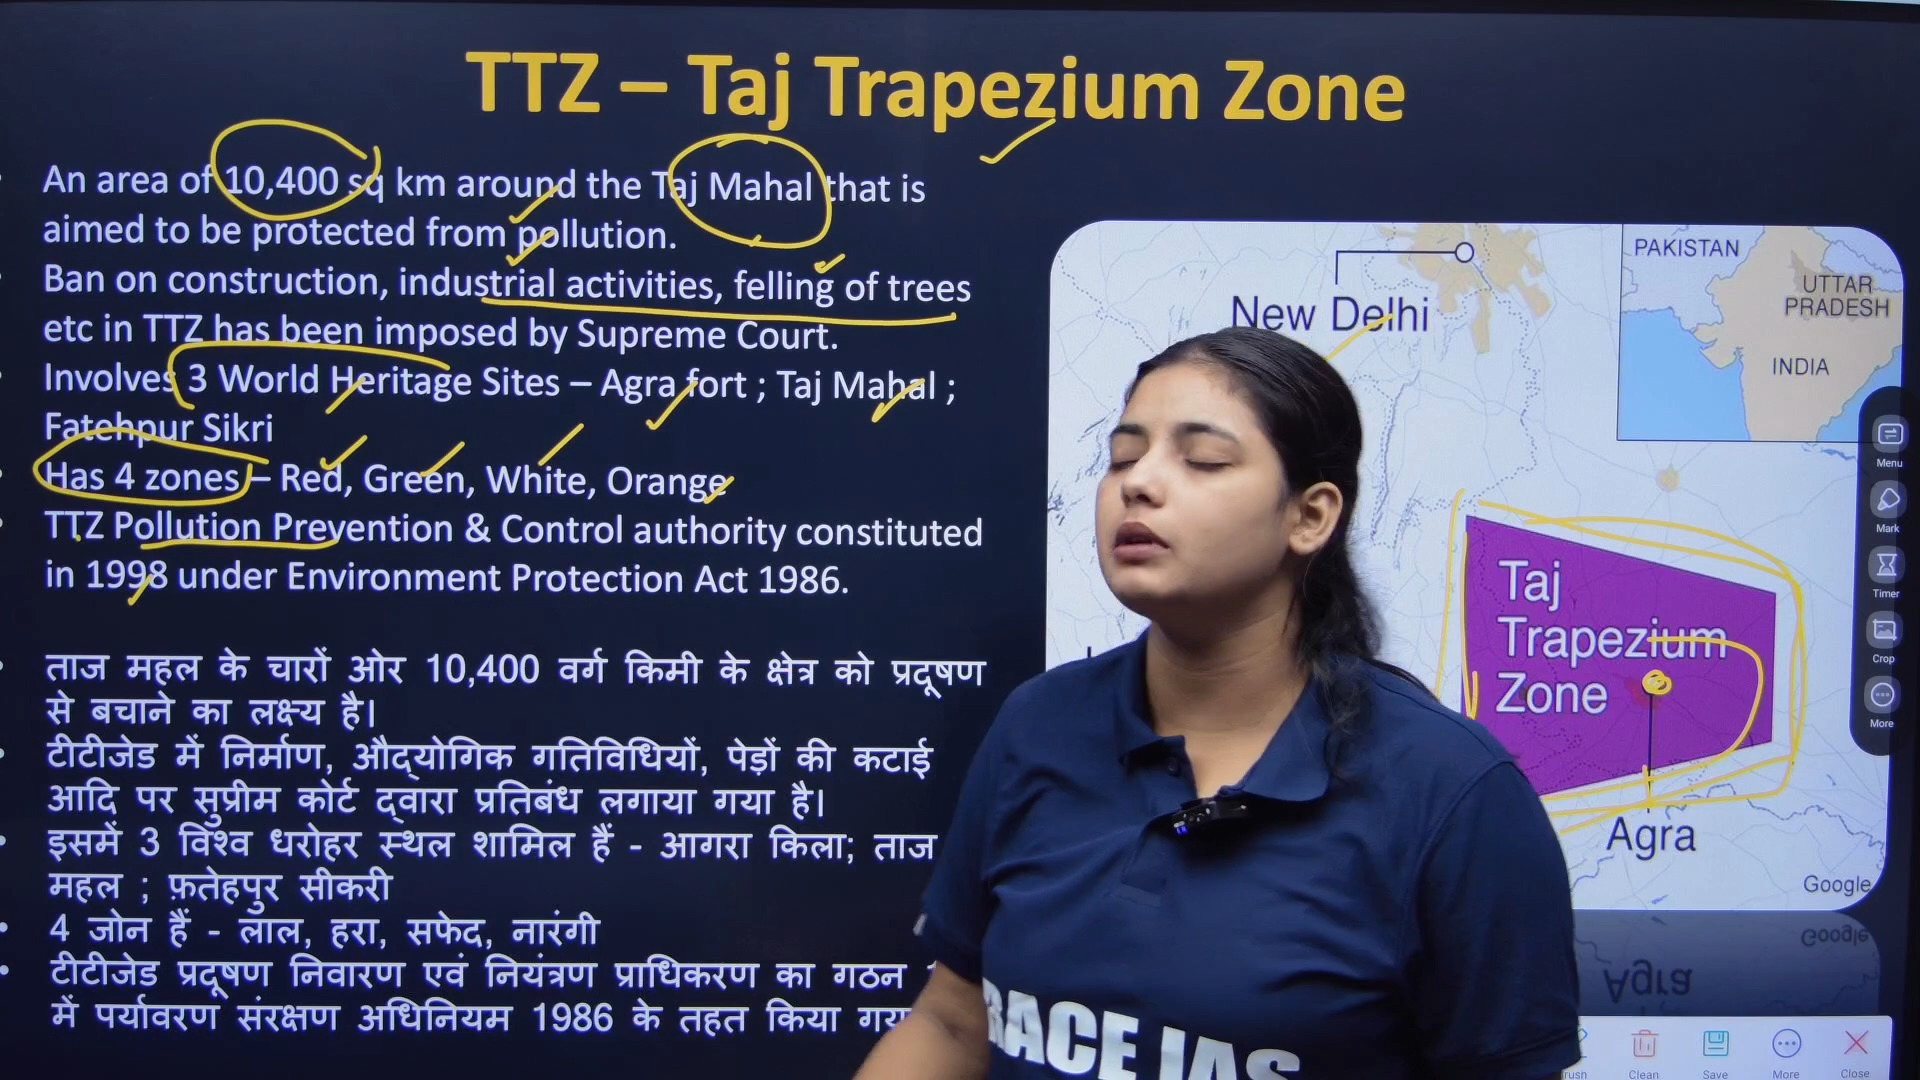 TTZ – Taj Trapezium Zone
An area of 10,400 sq km around the Taj Mahal that is
aimed to be protected from pollution.
Ban on construction, industrial activities, felling of trees
etc in TTZ has been imposed by Supreme Court.
Involves 3 World Heritage Sites – Agra fort ; Taj Mahal ;
Fatehpur Sikri
Has 4 zones – Red, Green, White, Orange
TTZ Pollution Prevention & Control authority constituted
in 1998 under Environment Protection Act 1986.
ताज महल के चारों ओर 10,400 वर्ग किमी के क्षेत्र को प्रदूषण
से बचाने का लक्ष्य है।
टीटीजेड में निर्माण, औद्योगिक गतिविधियों, पेड़ों की कटाई
आदि पर सुप्रीम कोर्ट द्वारा प्रतिबंध लगाया गया है।
इसमें 3 विश्व धरोहर स्थल शामिल हैं - आगरा किला; ताज
महल ; फ़तेहपुर सीकरी
4 जोन हैं - लाल, हरा, सफेद, नारंगी
टीटीजेड प्रदूषण निवारण एवं नियंत्रण प्राधिकरण का गठन
में पर्यावरण संरक्षण अधिनियम 1986 के तहत किया
New Delhi
PAKISTAN
UTTAR
PRADESH
INDIA
Taj
Trapezium
Zone
Agra
Google
Google
Agra
Menu
Mark
Timer
Crop
More
RACE IAS
Clean
Save
More
Close